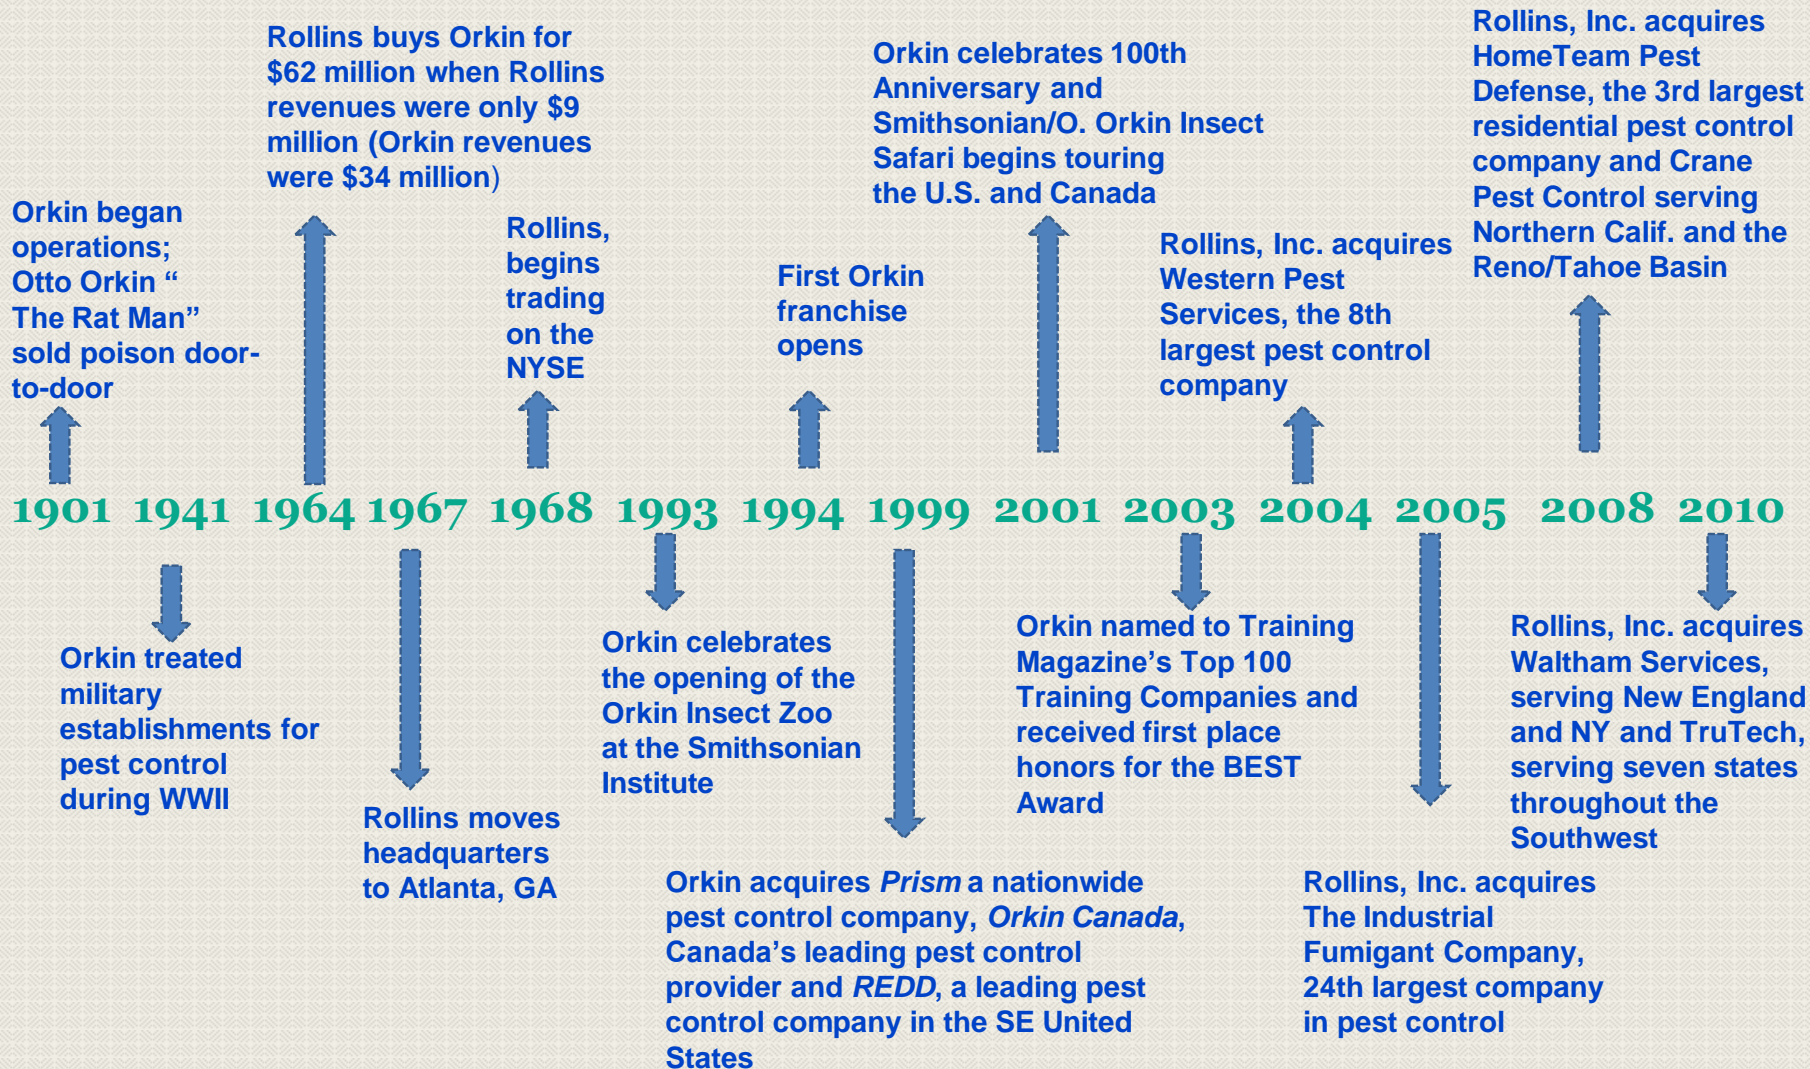 Rollins buys Orkin for
$62 million when Rollins
revenues were only $9
million (Orkin revenues
were $34 million)
Orkin celebrates 100th
Anniversary and
Smithsonian/O. Orkin Insect
Safari begins touring
the U.S. and Canada
Rollins, Inc. acquires
HomeTeam Pest
Defense, the 3rd largest
residential pest control
company and Crane
Pest Control serving
Northern Calif. and the
Reno/Tahoe Basin
Orkin began
operations;
Otto Orkin “
The Rat Man”
sold poison door-
to-door
Rollins,
begins
trading
on the
NYSE
First Orkin
franchise
opens
Rollins, Inc. acquires
Western Pest
Services, the 8th
largest pest control
company
1901 1941 1964 1967 1968 1993 1994 1999 2001 2003 2004 2005 2008 2010
Orkin treated
military
establishments for
pest control
during WWII
Rollins moves
headquarters
to Atlanta, GA
Orkin celebrates
the opening of the
Orkin Insect Zoo
at the Smithsonian
Institute
Orkin acquires Prism a nationwide
pest control company, Orkin Canada,
Canada’s leading pest control
provider and REDD, a leading pest
control company in the SE United
States
Orkin named to Training
Magazine’s Top 100
Training Companies and
received first place
honors for the BEST
Award
Rollins, Inc. acquires
The Industrial
Fumigant Company,
24th largest company
in pest control
Rollins, Inc. acquires
Waltham Services,
serving New England
and NY and TruTech,
serving seven states
throughout the
Southwest